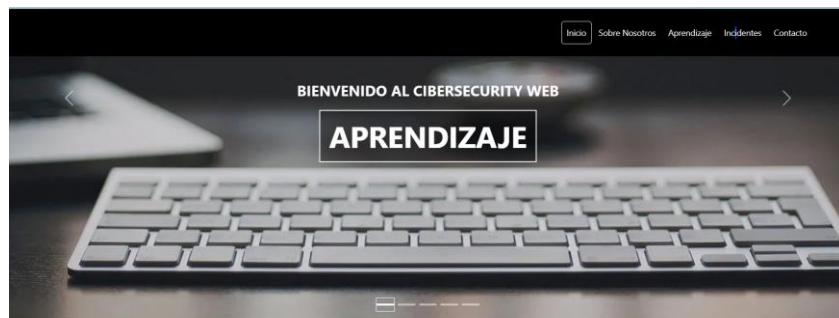 Inicio Sobre Nosotros Aprendizaje Incidentes Contacto
BIENVENIDO AL CIBERSECURITY WEB
APRENDIZAJE